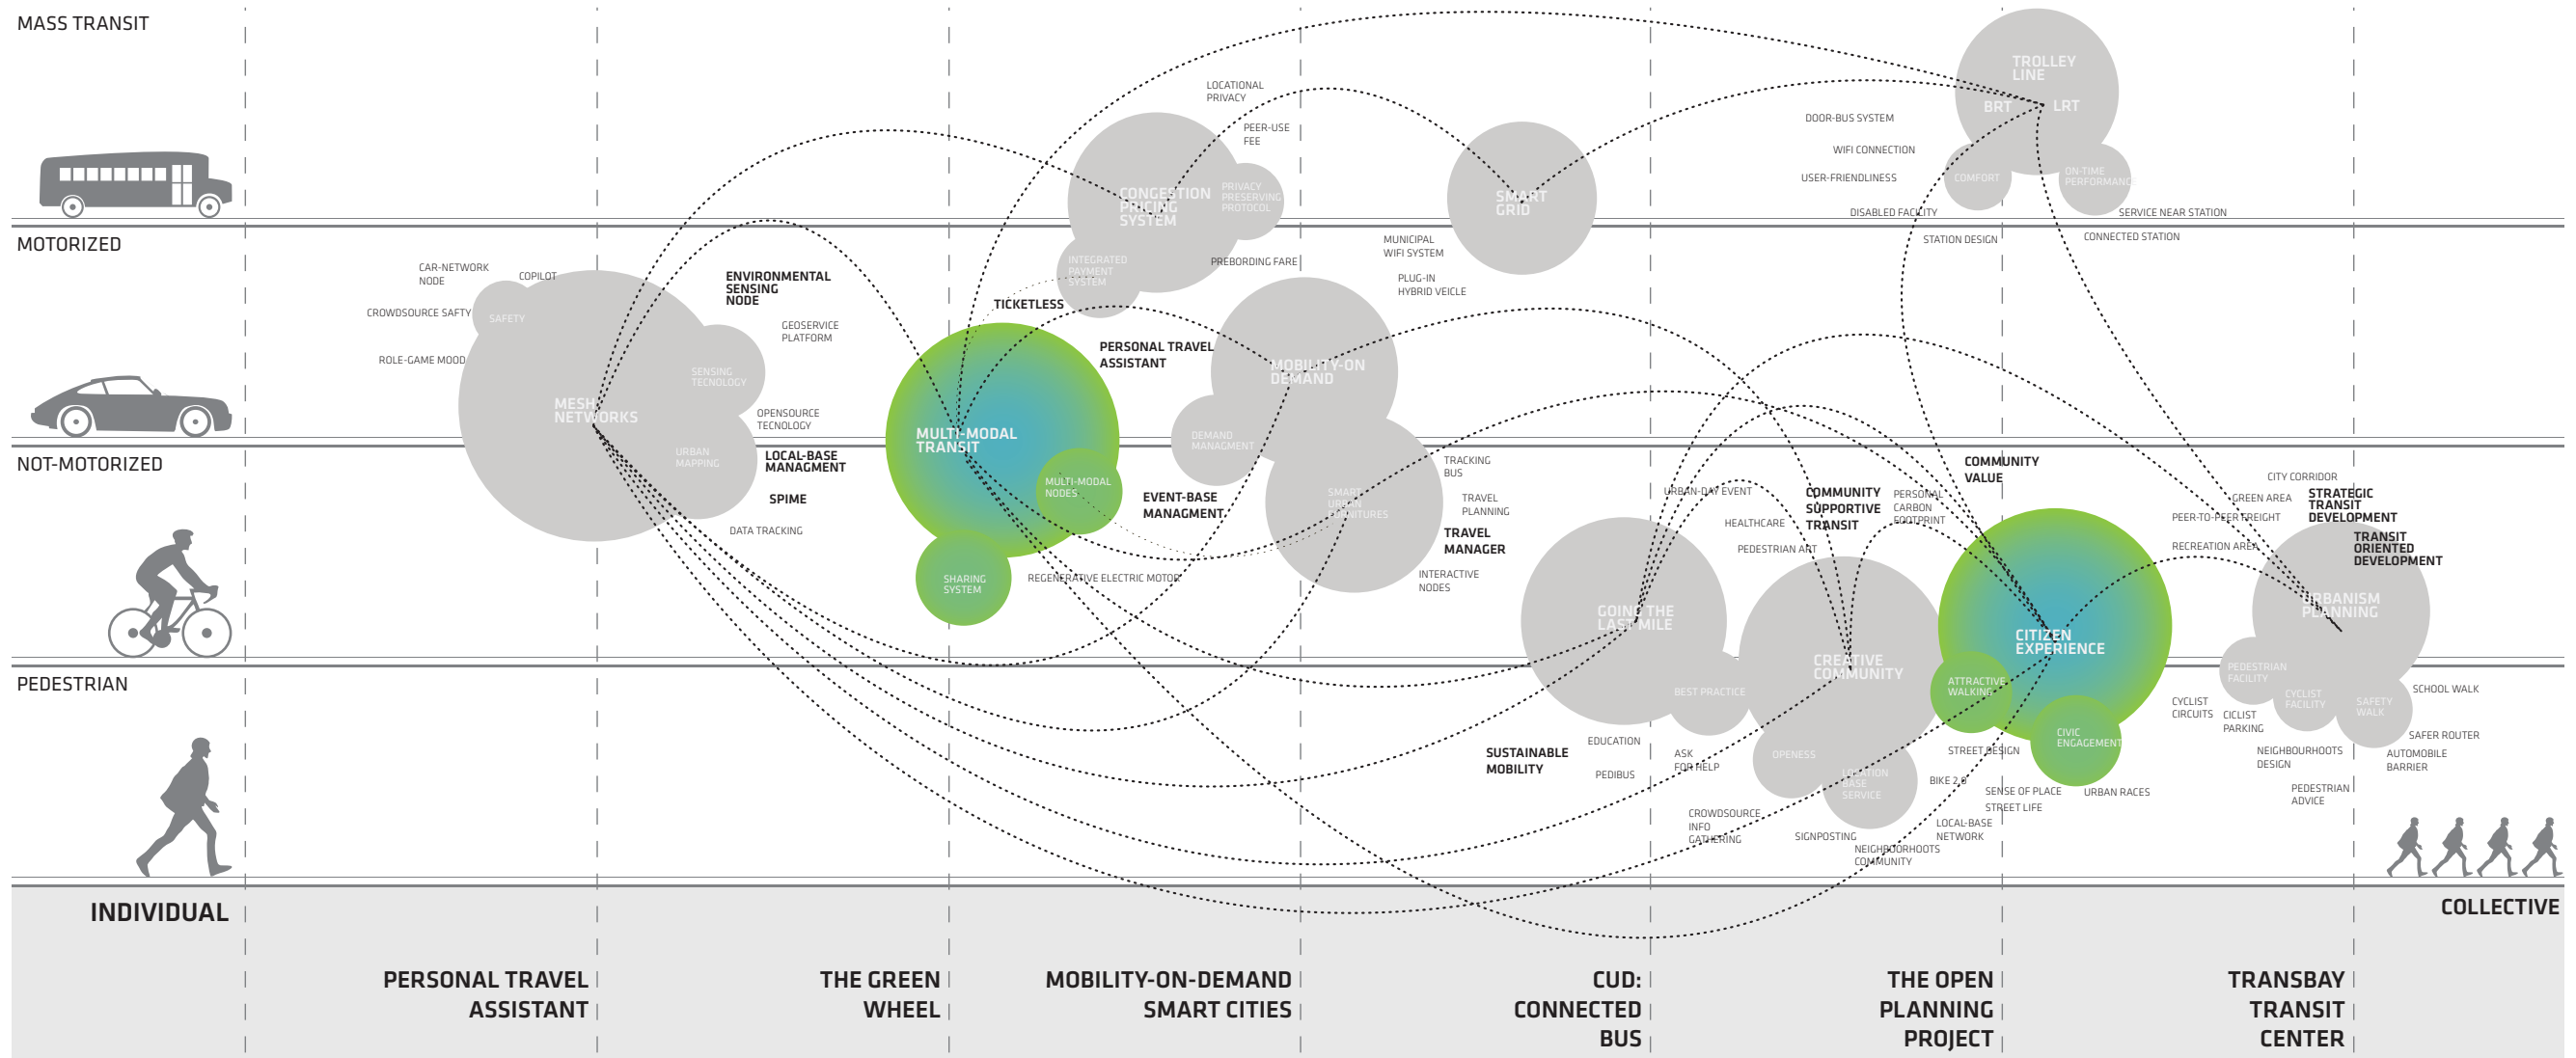 MASS TRANSIT
TROLLEY
LINE
BRT
LRT
LOCATIONAL
PRIVACY
PEER-USE
FEE
DOOR-BUS SYSTEM
WIFI CONNECTION
USER-FRIENDLINESS
COMFORT
ON-TIME
PERFORMANC
CONGESTION
PRICING
SYSTEM
PRIVACY
PRESERVING
PROTOCOL
SMART
GRID
DISABLED FACILITY
SERVICE NEAR STATION
MOTORIZED
MUNICIPAL
WIFI SYSTEM
STATION DESIGN
CONNECTED STATION
CAR-NETWORK
NODE
COPILOT
ENVIRONMENTAL
SENSING
NODE
INTEGRATED
PAYMENT
SYSTEM
PREBORDING FARE
PLUG-IN
HYBRID VEICLE
CROWDSOURCE SAFTY
SAFETY
TICKETLESS
GEOSERVICE
PLATFORM
ROLE-GAME MOOD
PERSONAL TRAVEL
ASSISTANT
SENSING
TECNOLOGY
MOBILITY-ON
DEMAND
MESH
NETWORKS
OPENSOURCE
TECNOLOGY
MULTI-MODAL
TRANSIT
DEMAND
MANAGMENT
NOT-MOTORIZED
URBAN
MAPPING
LOCAL-BASE
MANAGMENT
TRACKING
BUS
COMMUNITY
VALUE
CITY CORRIDOR
SPIME
MULTI-MODAL
NODES
EVENT-BASE
MANAGMENT
SMART
URBAN
FURNITURES
TRAVEL
PLANNING
URBAN-DAY EVENT
COMMUNITY
SUPPORTIVE
TRANSIT
PERSONAL
CARBON
FOOTPRINT
GREEN AREA
STRATEGIC
TRANSIT
DEVELOPMENT
PEER-TO-PEER FREIGHT
DATA TRACKING
TRAVEL
MANAGER
HEALTHCARE
PEDESTRIAN ART
RECREATION AREA
TRANSIT
ORIENTED
DEVELOPMENT
SHARING
SYSTEM
REGENERATIVE ELECTRIC MOTOR
INTERACTIVE
NODES
GOING THE
LAST MILE
URBANISM
PLANNING
CITIZEN
EXPERIENCE
CREATIVE
COMMUNITY
PEDESTRIAN
BEST PRACTICE
ATTRACTIVE
WALKING
PEDESTRIAN
FACILITY
CYCLIST
FACILITY
SAFETY
WALK
SCHOOL WALK
CYCLIST
CIRCUITS
CICLIST
PARKING
SUSTAINABLE
MOBILITY
EDUCATION
PEDIBUS
ASK
FOR HELP
OPENESS
LOCATION
BASE
SERVICE
STREET DESIGN
CIVIC
ENGAGEMENT
SAFER ROUTER
NEIGHBOURHOOTS
DESIGN
AUTOMOBILE
BARRIER
BIKE 2.0
SENSE OF PLACE
STREET LIFE
URBAN RACES
PEDESTRIAN
ADVICE
CROWDSOURCE
INFO
GATHERING
SIGNPOSTING
LOCAL-BASE
NETWORK
NEIGHBOORHOOTS
COMMUNITY
INDIVIDUAL
COLLECTIVE
PERSONAL TRAVEL
ASSISTANT
THE GREEN
WHEEL
MOBILITY-ON-DEMAND
SMART CITIES
CUD:
CONNECTED
BUS
THE OPEN
PLANNING
PROJECT
TRANSBAY
TRANSIT
CENTER